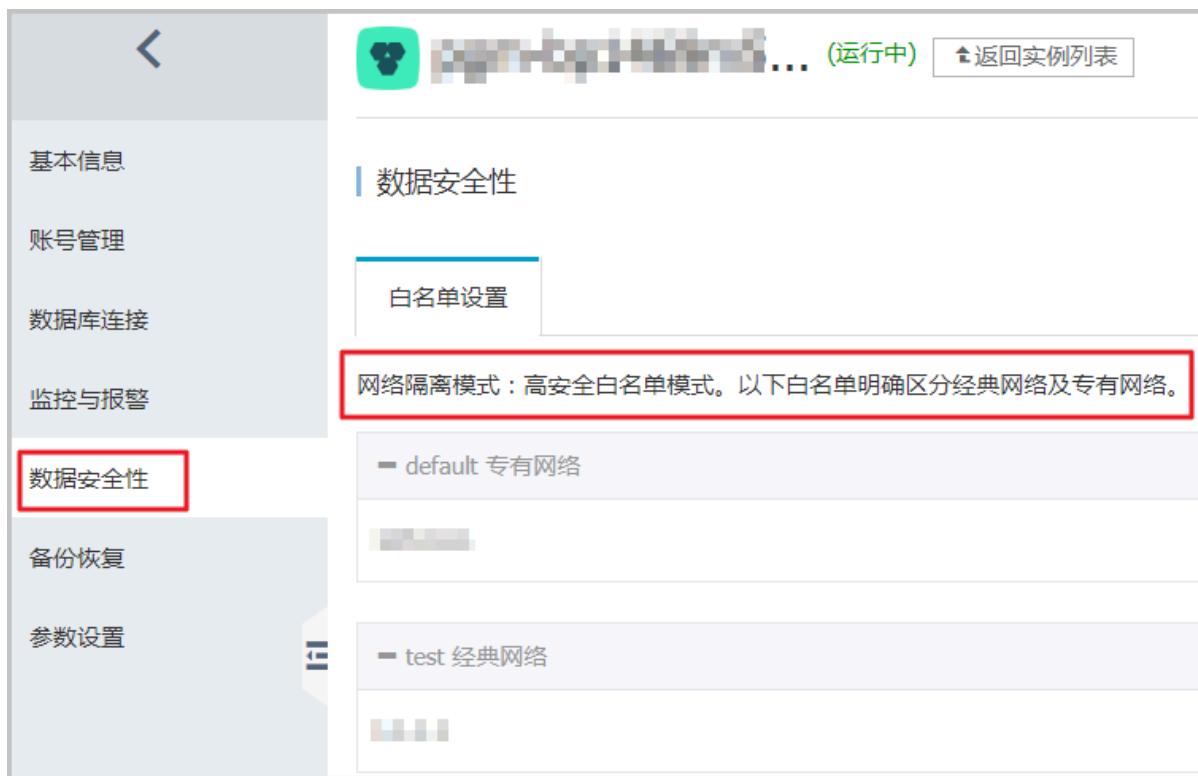 ... (运行中) 返回实例列表
基本信息
账号管理
数据库连接
监控与报警
数据安全性
备份恢复
参数设置
数据安全性
白名单设置
网络隔离模式：高安全白名单模式。以下白名单明确区分经典网络及专有网络。
default 专有网络
test 经典网络